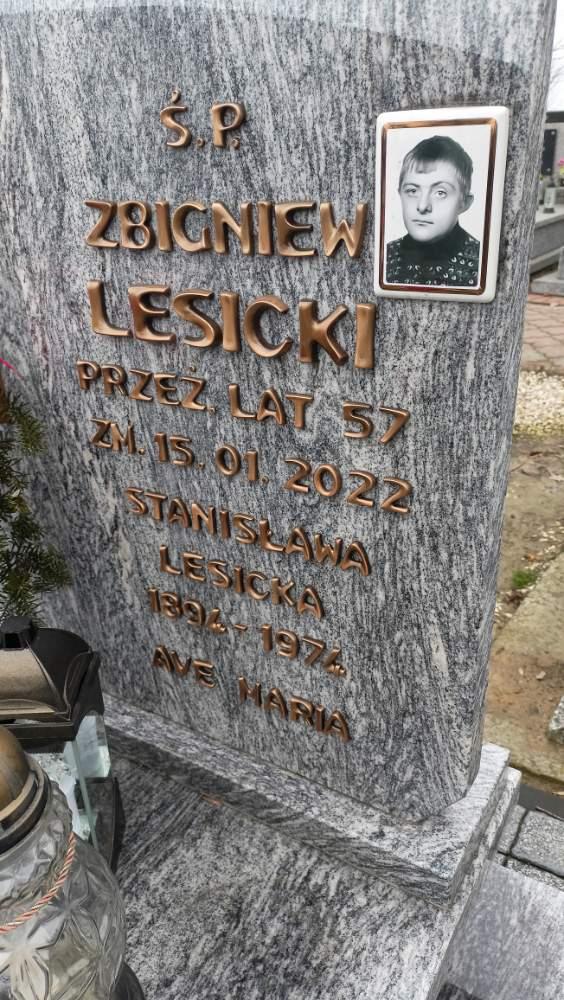 Ś.P.
ZBIGNIEW
LESICKI
PRZEŻ. LAT 57
ZM. 15.01.2022
STANISŁAWA
LESICKA
1894-1974
AVE MARIA